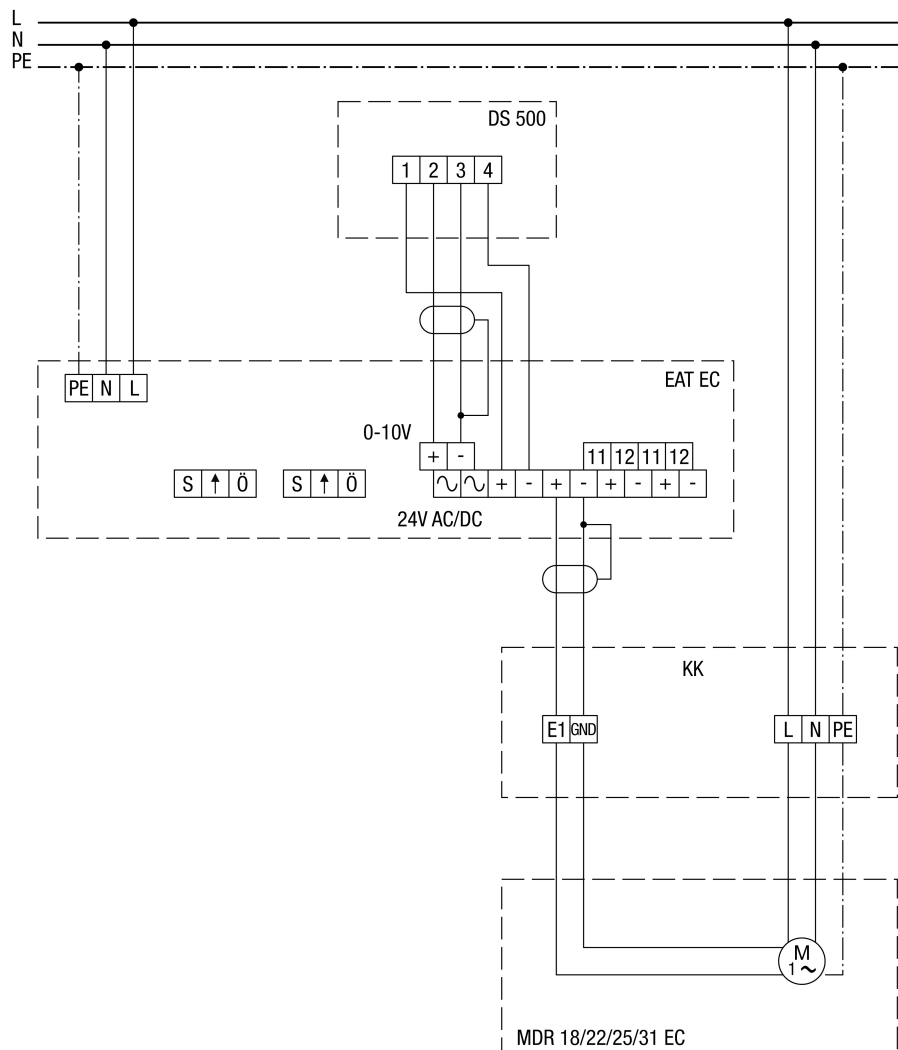 L
N
PE
DS 500
1 2 3 4
EAT EC
PE N L
0-10V
+ -
11 12 11 12
S ↑ Ö S ↑ Ö
∿ ∿ + - + - + - + -
24V AC/DC
KK
E1 GND
L N PE
M
1 ~
MDR 18/22/25/31 EC